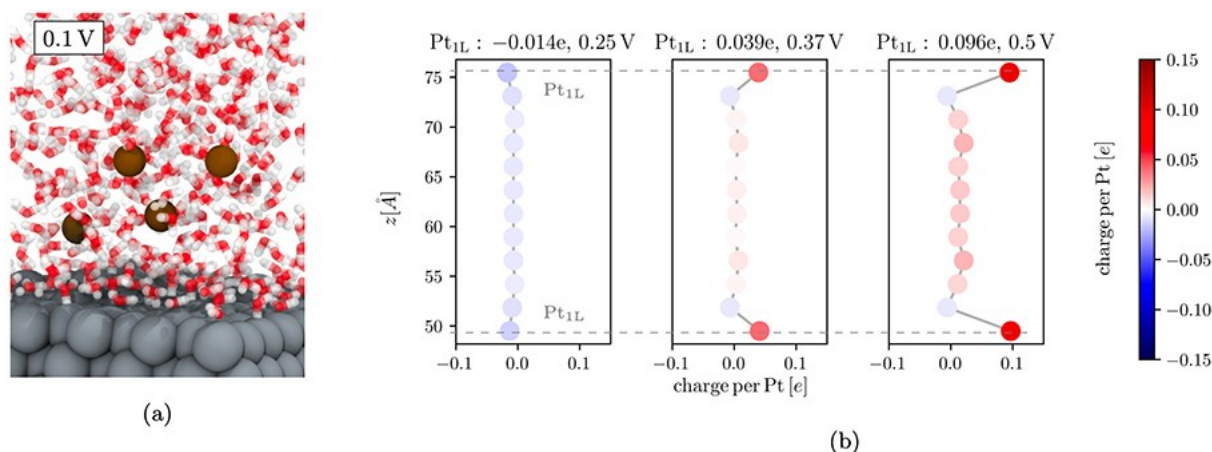 0.1 V
(a)
Pt1L : −0.014e, 0.25 V
Pt1L : 0.039e, 0.37 V
Pt1L : 0.096e, 0.5 V
z[Å]
75
70
65
60
55
50
Pt1L
Pt1L
−0.1
0.0
0.1
−0.1
0.0
0.1
−0.1
0.0
0.1
charge per Pt [e]
(b)
charge per Pt [e]
0.15
0.10
0.05
0.00
−0.05
−0.10
−0.15